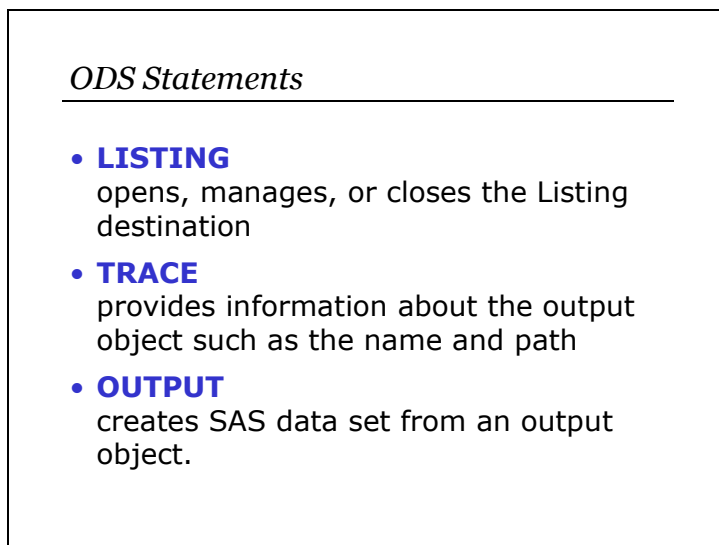 ODS Statements
• LISTING
opens, manages, or closes the Listing
destination
• TRACE
provides information about the output
object such as the name and path
• OUTPUT
creates SAS data set from an output
object.